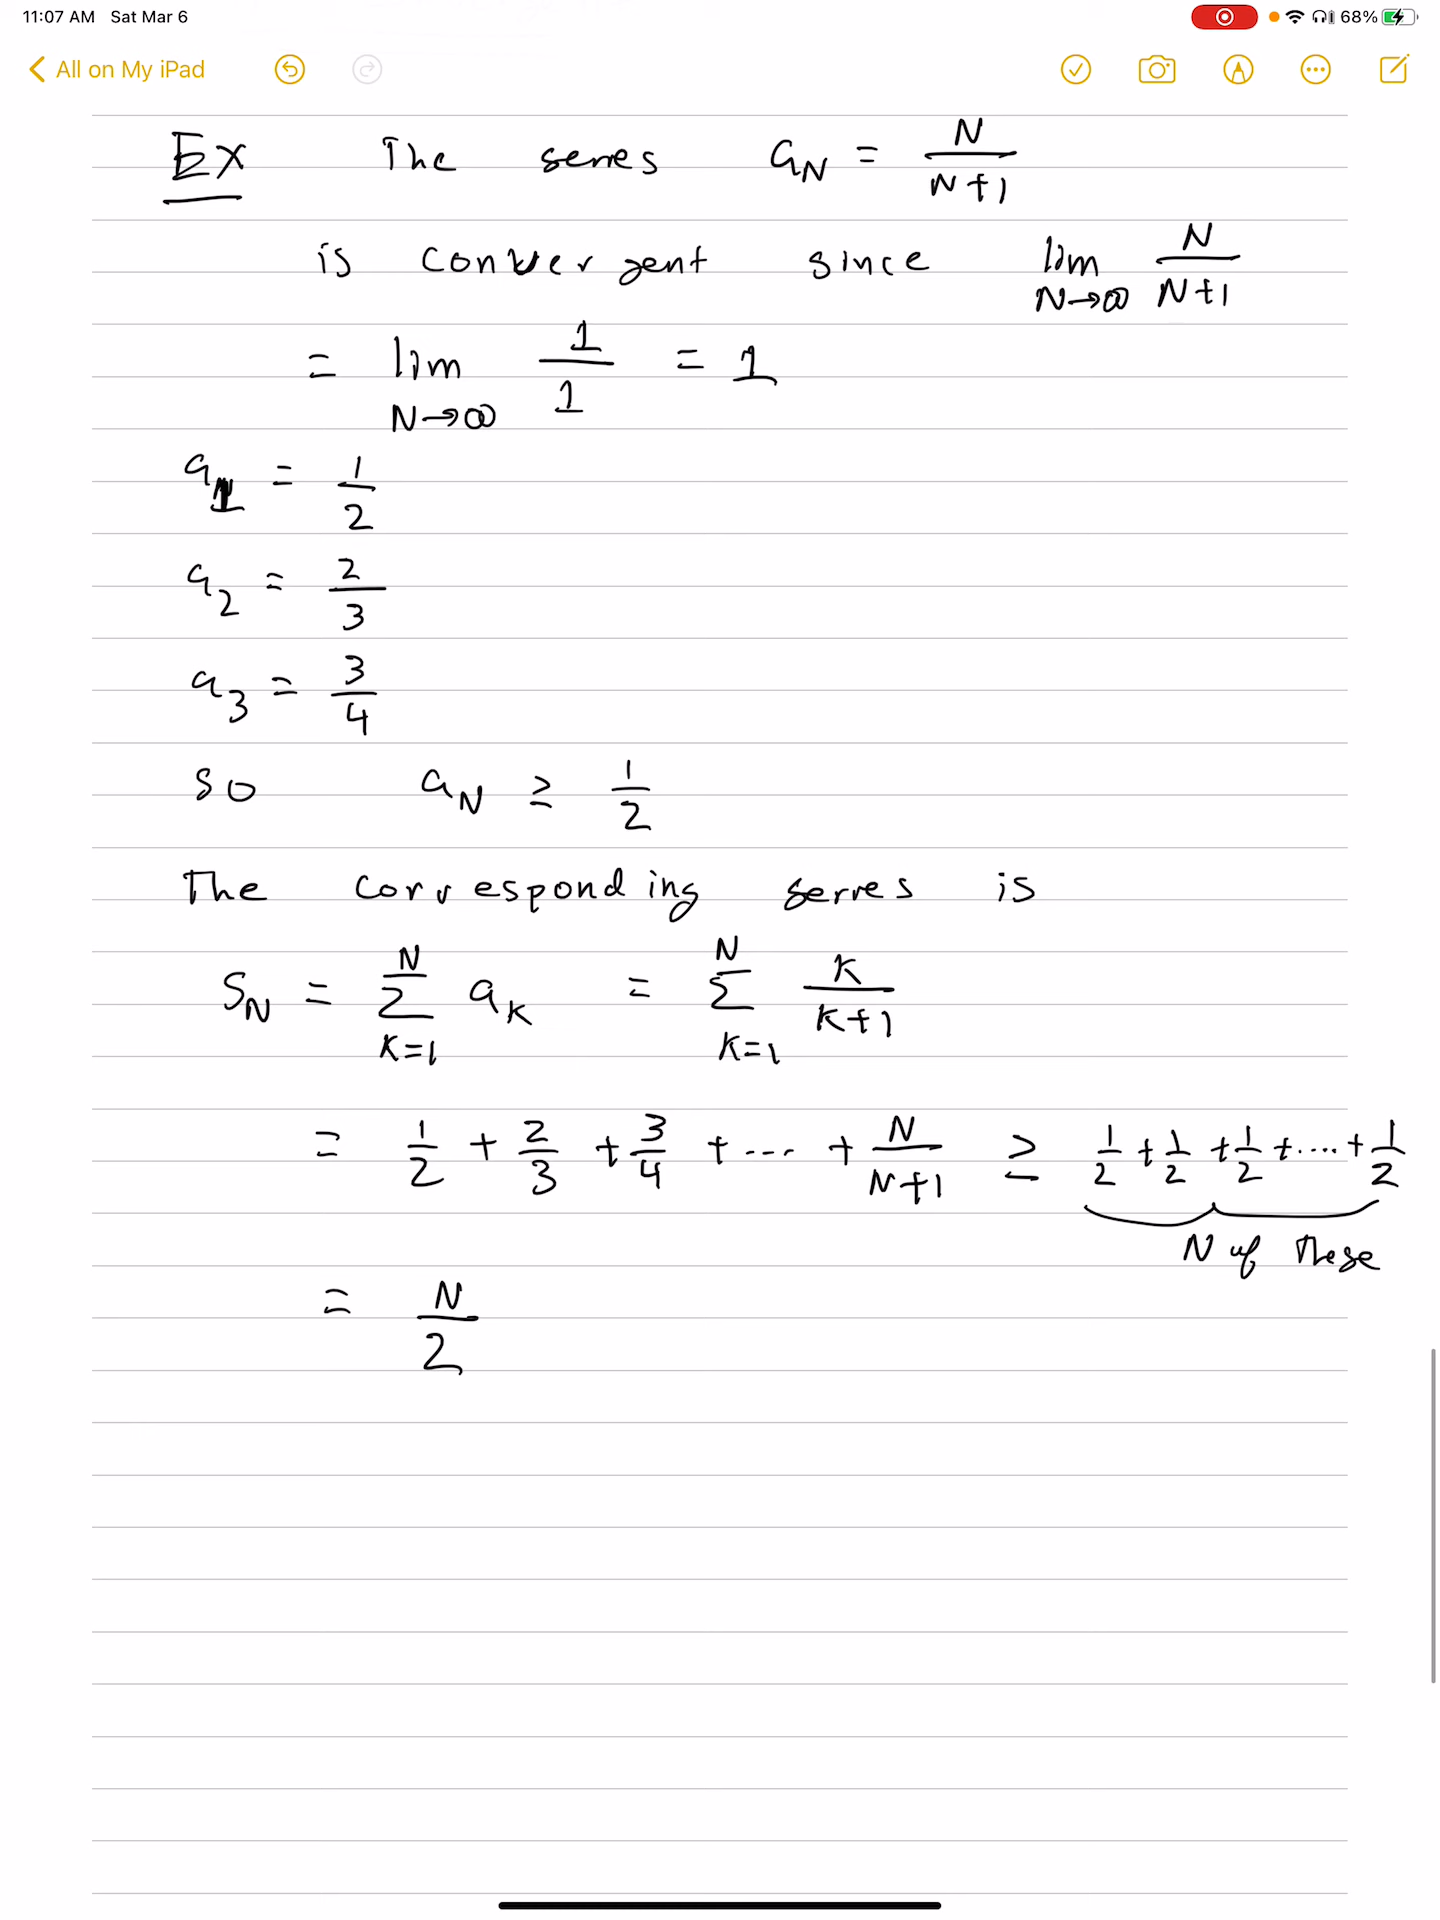 11:07 AM Sat Mar 6 68%
All on My iPad
Ex The series a_N = N/(N+1)
is convergent since lim_{N→∞} N/(N+1)
= lim_{N→∞} 1/1 = 1
a_1 = 1/2
a_2 = 2/3
a_3 = 3/4
so a_N ≥ 1/2
The corresponding series is
S_N = Σ_{K=1}^{N} a_K = Σ_{K=1}^{N} K/(K+1)
= 1/2 + 2/3 + 3/4 + ... + N/(N+1) ≥ 1/2 + 1/2 + 1/2 + .... + 1/2
N of these
= N/2